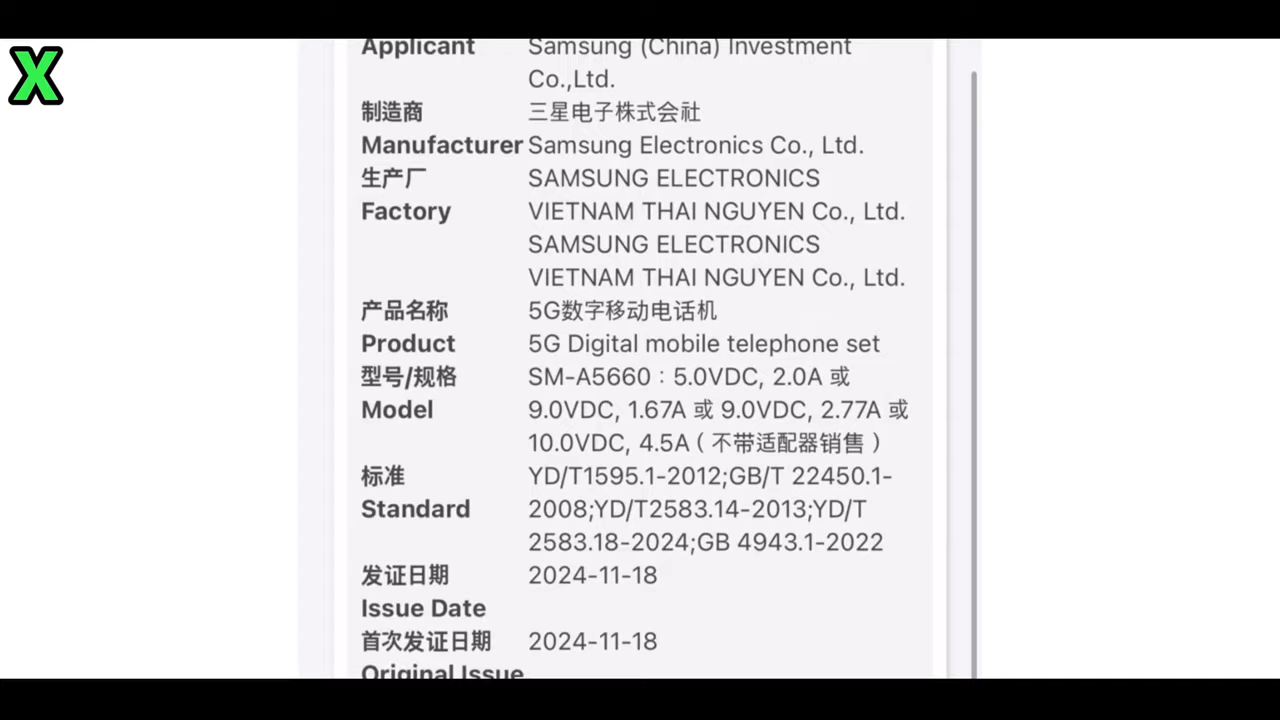 X
Applicant Samsung (China) Investment
Co.,Ltd.
制造商 三星电子株式会社
Manufacturer Samsung Electronics Co., Ltd.
生产厂 SAMSUNG ELECTRONICS
Factory VIETNAM THAI NGUYEN Co., Ltd.
SAMSUNG ELECTRONICS
VIETNAM THAI NGUYEN Co., Ltd.
产品名称 5G数字移动电话机
Product 5G Digital mobile telephone set
型号/规格 SM-A5660：5.0VDC, 2.0A 或
Model 9.0VDC, 1.67A 或 9.0VDC, 2.77A 或
10.0VDC, 4.5A（不带适配器销售）
标准 YD/T1595.1-2012;GB/T 22450.1-
Standard 2008;YD/T2583.14-2013;YD/T
2583.18-2024;GB 4943.1-2022
发证日期 2024-11-18
Issue Date
首次发证日期 2024-11-18
Original Issue